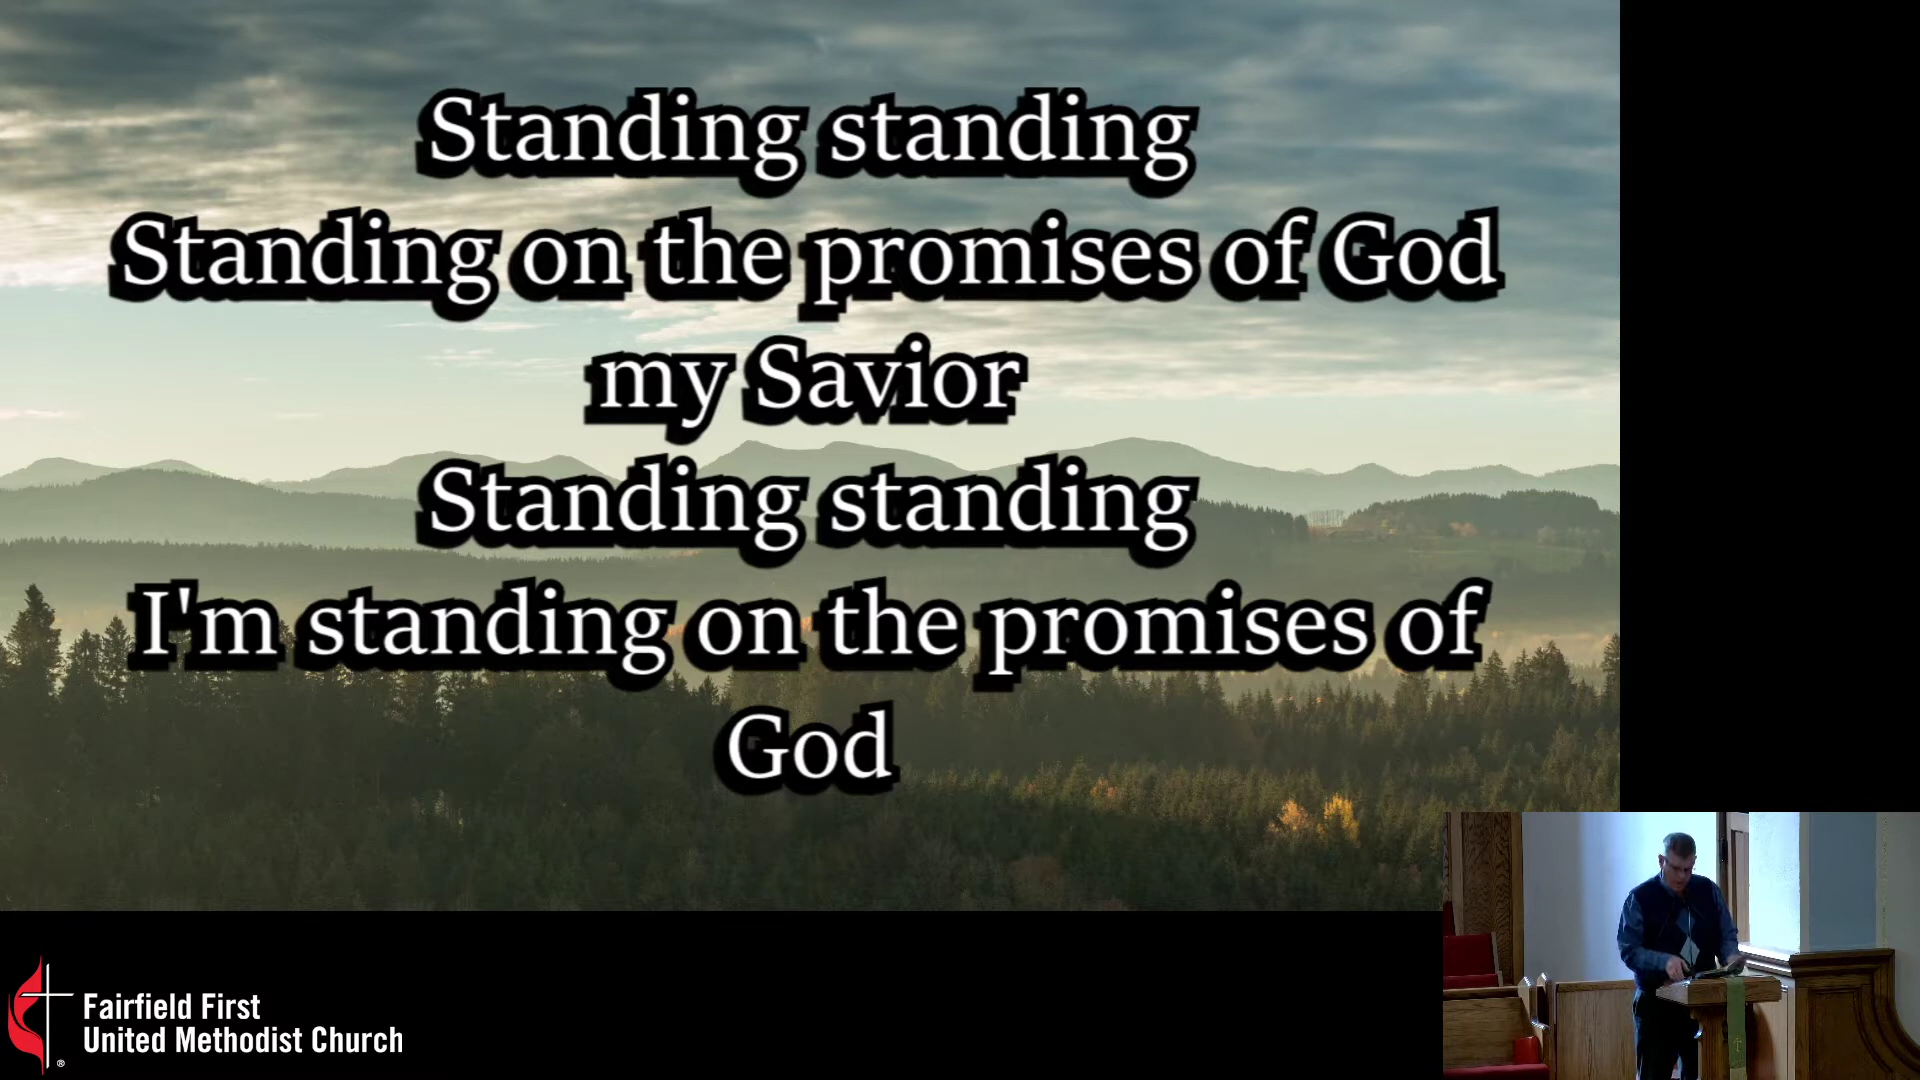 Standing standing
Standing on the promises of God
my Savior
Standing standing
I'm standing on the promises of
God
Fairfield First
United Methodist Church
®